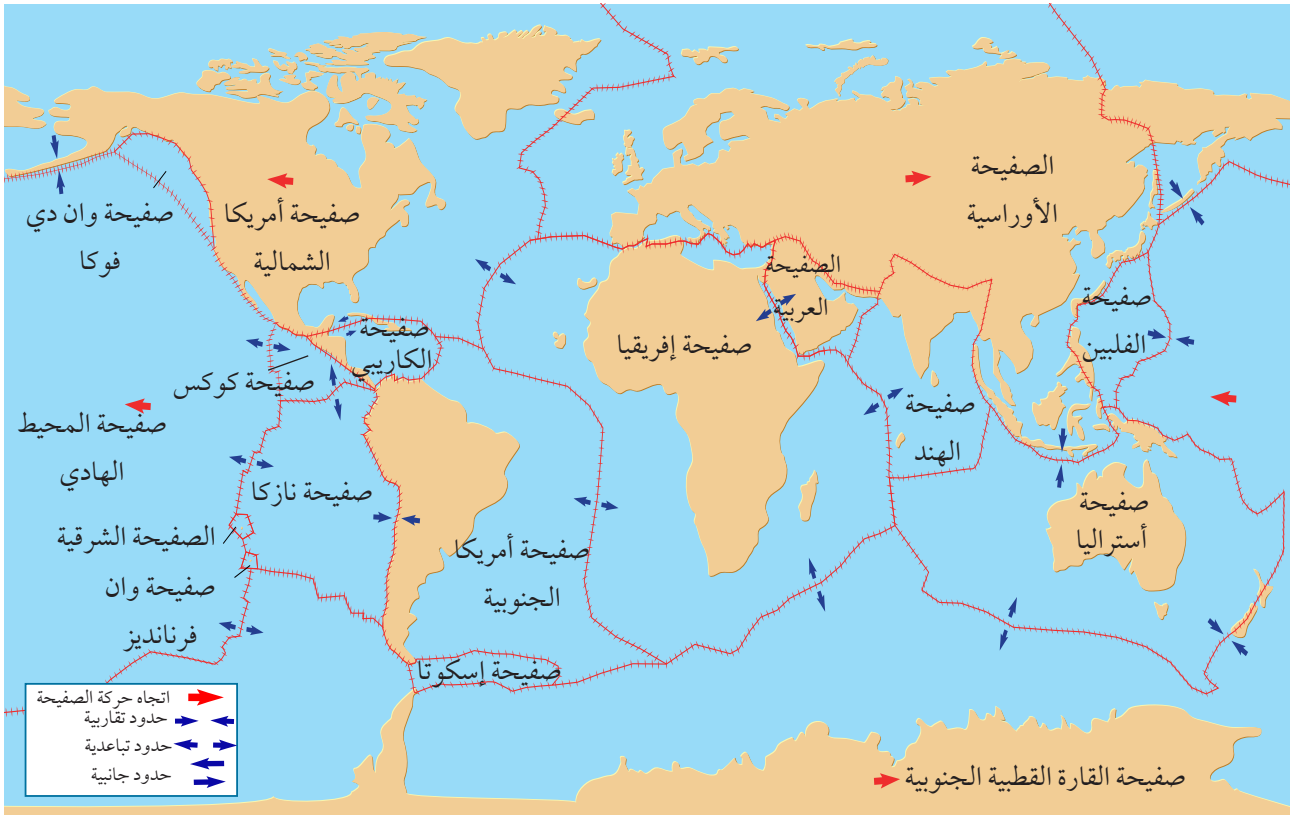 الصفيحة
الأوراسية
صفيحة أمريكا
الشمالية
صفيحة وان دي
فوكا
الصفيحة
العربية
صفيحة
الفلبين
صفيحة
الكاريبي
صفيحة إفريقيا
صفيحة كوكس
صفيحة
الهند
صفيحة المحيط
الهادي
صفيحة نازكا
صفيحة
أستراليا
الصفيحة الشرقية
صفيحة أمريكا
الجنوبية
صفيحة وان
فرنانديز
صفيحة إسكوتا
اتجاه حركة الصفيحة
حدود تقاربية
حدود تباعدية
حدود جانبية
صفيحة القارة القطبية الجنوبية